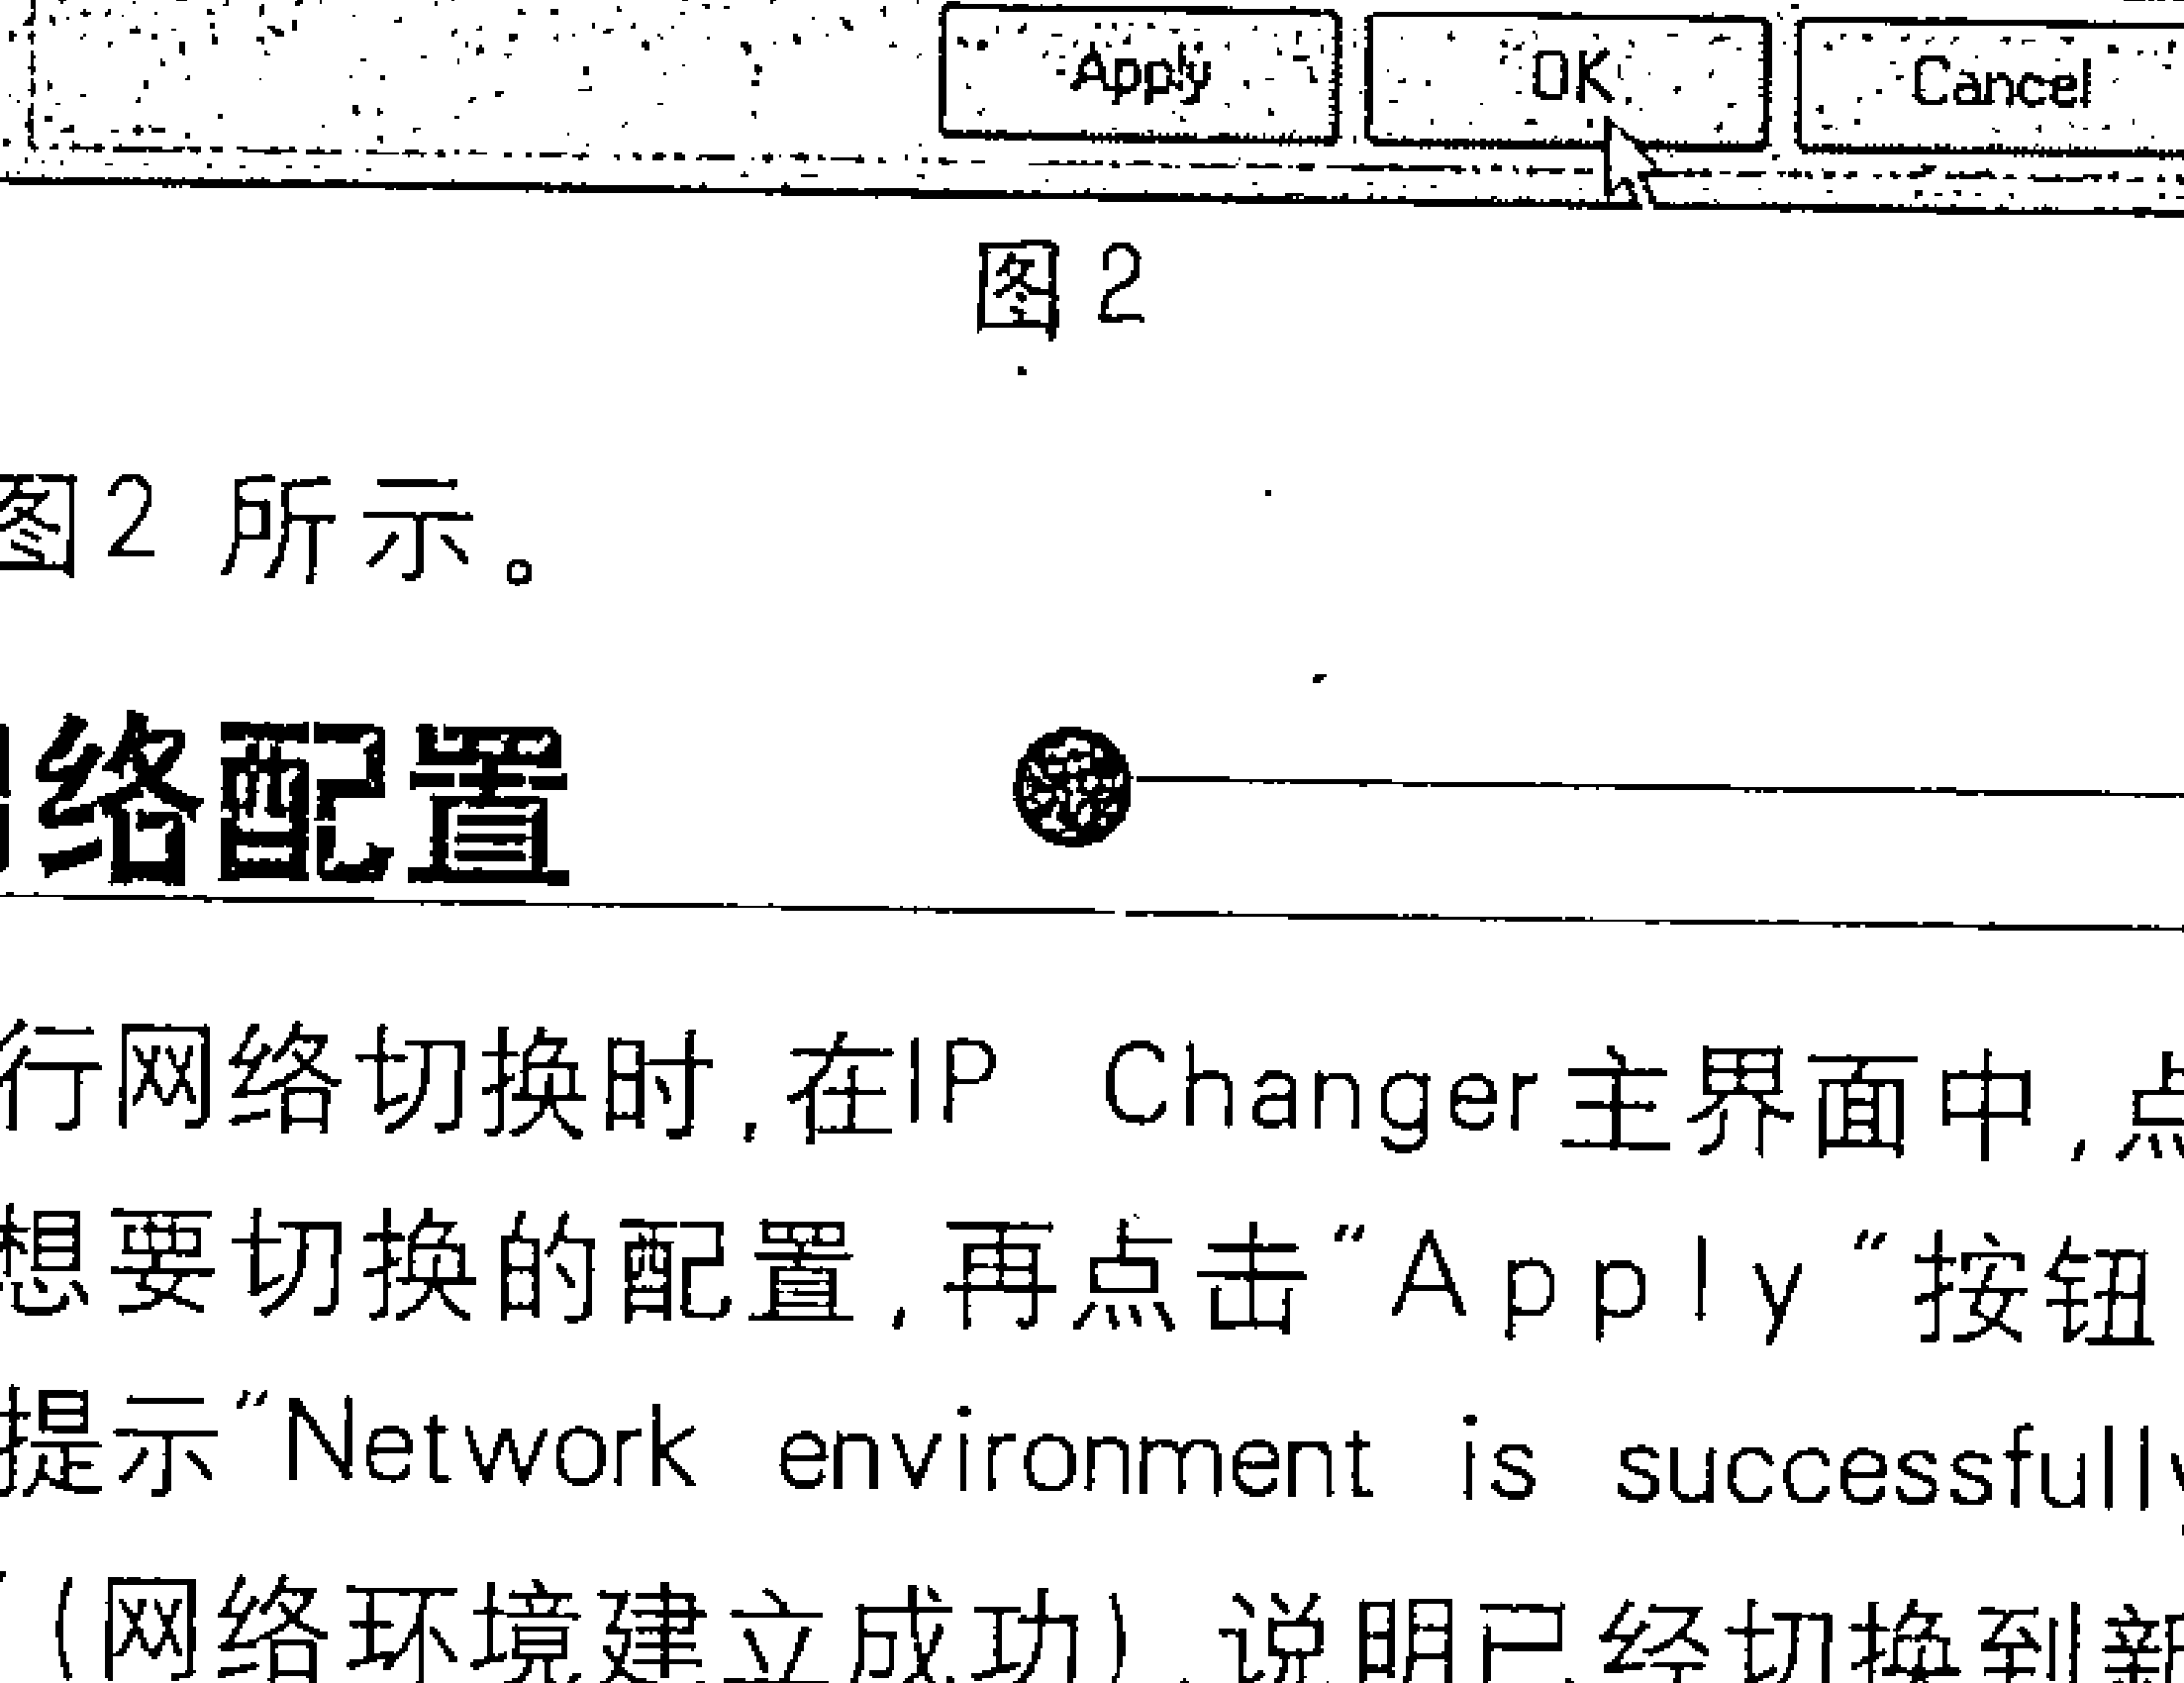 Apply OK Cancel
图2
图2 所示。
络配置
行网络切换时,在IP Changer主界面中,点
想要切换的配置,再点击"Apply"按钮
提示"Network environment is successfully
"(网络环境建立成功),说明已经切换到新